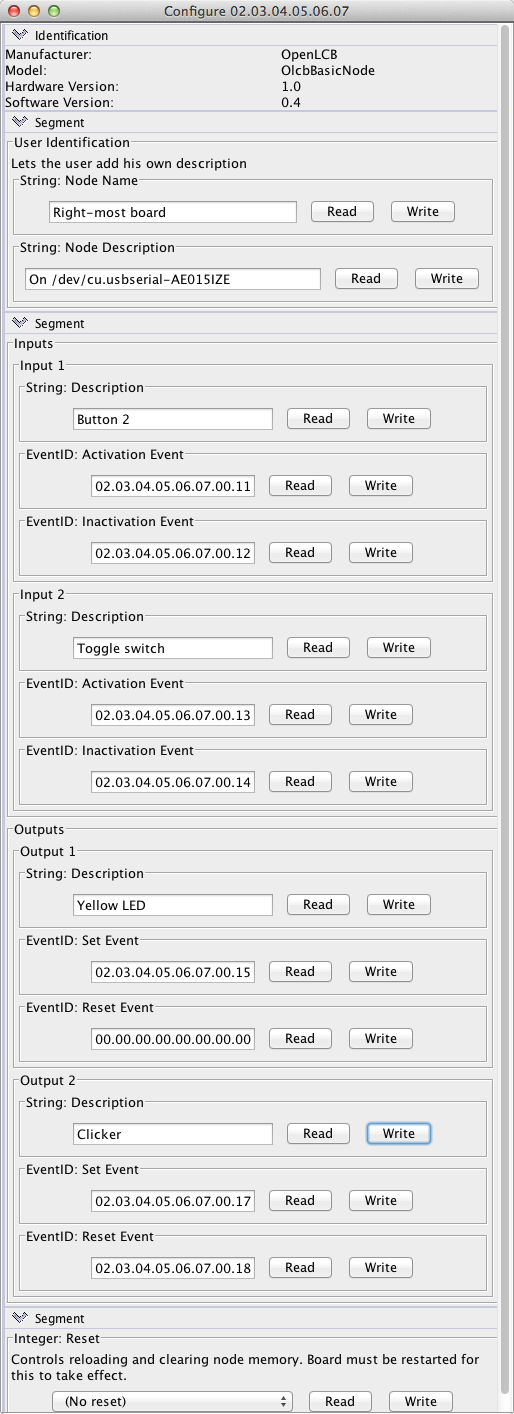 Configure 02.03.04.05.06.07
Identification
Manufacturer: OpenLCB
Model: OlcbBasicNode
Hardware Version: 1.0
Software Version: 0.4
Segment
User Identification
Lets the user add his own description
String: Node Name
Right-most board Read Write
String: Node Description
On /dev/cu.usbserial-AE015IZE Read Write
Segment
Inputs
Input 1
String: Description
Button 2 Read Write
EventID: Activation Event
02.03.04.05.06.07.00.11 Read Write
EventID: Inactivation Event
02.03.04.05.06.07.00.12 Read Write
Input 2
String: Description
Toggle switch Read Write
EventID: Activation Event
02.03.04.05.06.07.00.13 Read Write
EventID: Inactivation Event
02.03.04.05.06.07.00.14 Read Write
Outputs
Output 1
String: Description
Yellow LED Read Write
EventID: Set Event
02.03.04.05.06.07.00.15 Read Write
EventID: Reset Event
00.00.00.00.00.00.00.00 Read Write
Output 2
String: Description
Clicker Read Write
EventID: Set Event
02.03.04.05.06.07.00.17 Read Write
EventID: Reset Event
02.03.04.05.06.07.00.18 Read Write
Segment
Integer: Reset
Controls reloading and clearing node memory. Board must be restarted for
this to take effect.
(No reset) Read Write